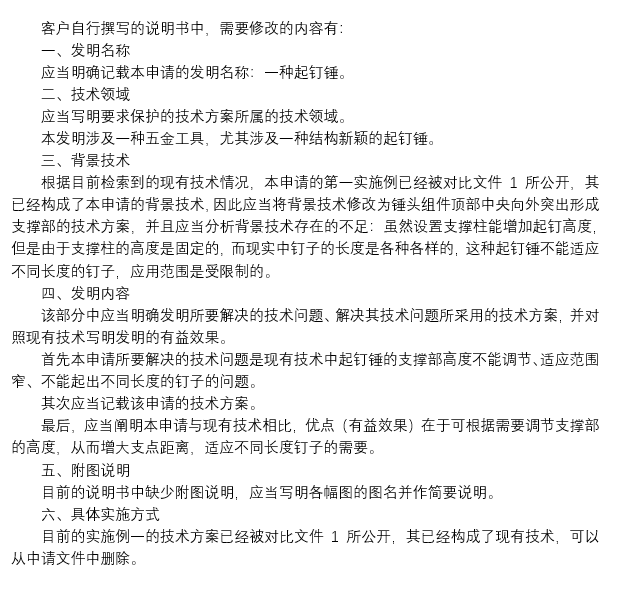 客户自行撰写的说明书中，需要修改的内容有：
一、发明名称
应当明确记载本申请的发明名称：一种起钉锤。
二、技术领域
应当写明要求保护的技术方案所属的技术领域。
本发明涉及一种五金工具，尤其涉及一种结构新颖的起钉锤。
三、背景技术
根据目前检索到的现有技术情况，本申请的第一实施例已经被对比文件 1 所公开，其
已经构成了本申请的背景技术，因此应当将背景技术修改为锤头组件顶部中央向外突出形成
支撑部的技术方案，并且应当分析背景技术存在的不足：虽然设置支撑柱能增加起钉高度，
但是由于支撑柱的高度是固定的，而现实中钉子的长度是各种各样的，这种起钉锤不能适应
不同长度的钉子，应用范围是受限制的。
四、发明内容
该部分中应当明确发明所要解决的技术问题、解决其技术问题所采用的技术方案，并对
照现有技术写明发明的有益效果。
首先本申请所要解决的技术问题是现有技术中起钉锤的支撑部高度不能调节、适应范围
窄、不能起出不同长度的钉子的问题。
其次应当记载该申请的技术方案。
最后，应当阐明本申请与现有技术相比，优点（有益效果）在于可根据需要调节支撑部
的高度，从而增大支点距离，适应不同长度钉子的需要。
五、附图说明
目前的说明书中缺少附图说明，应当写明各幅图的图名并作简要说明。
六、具体实施方式
目前的实施例一的技术方案已经被对比文件 1 所公开，其已经构成了现有技术，可以
从中请文件中删除。